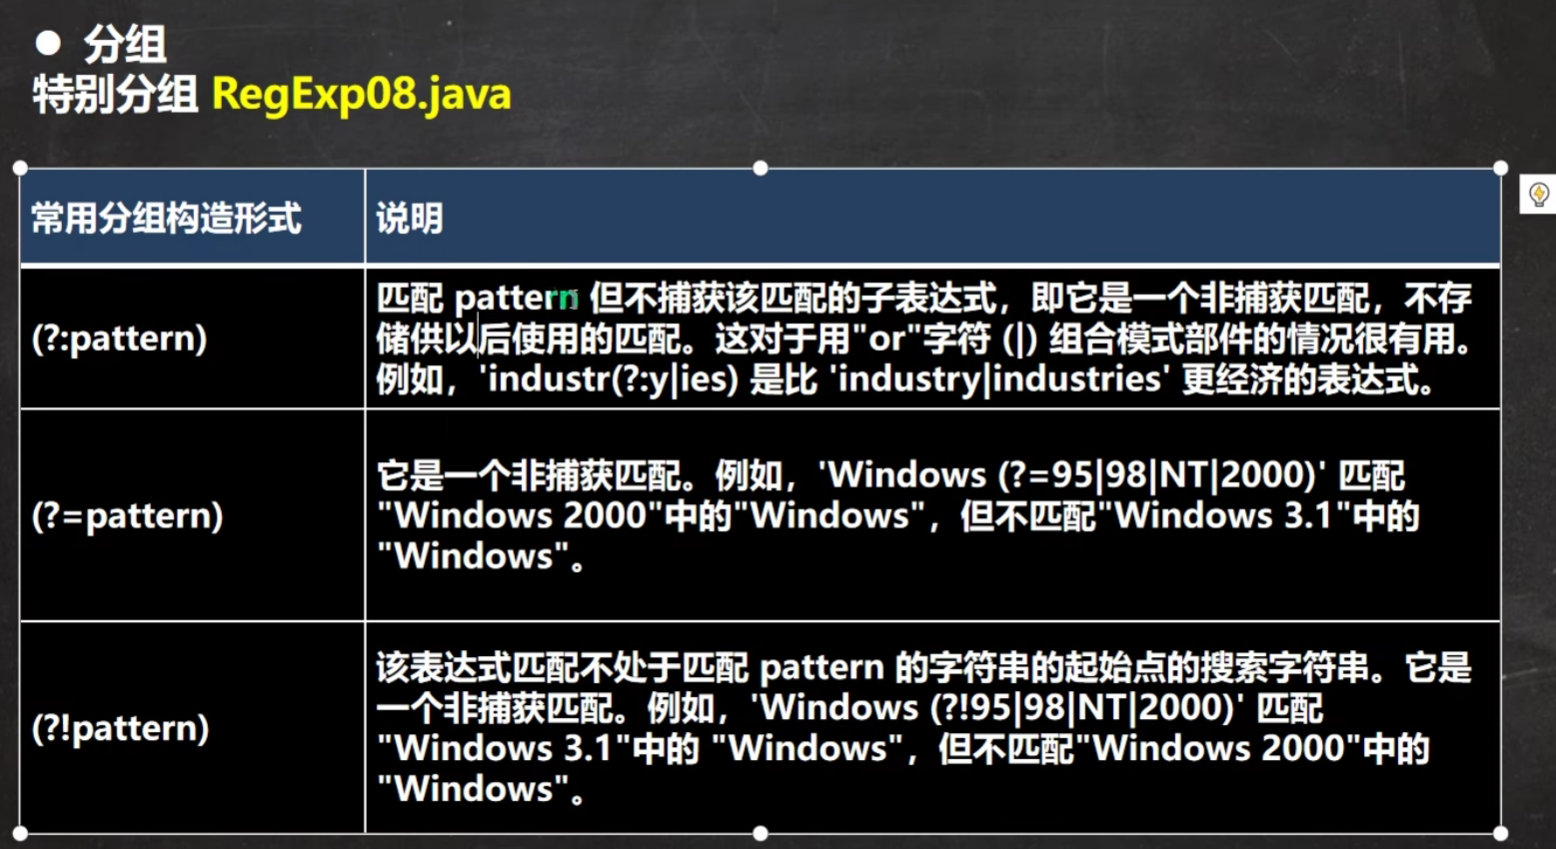 ● 分组
特别分组 RegExp08.java
常用分组构造形式
说明
(?:pattern)
匹配 pattern 但不捕获该匹配的子表达式，即它是一个非捕获匹配，不存
储供以后使用的匹配。这对于用"or"字符 (|) 组合模式部件的情况很有用。
例如，'industr(?:y|ies) 是比 'industry|industries' 更经济的表达式。
(?=pattern)
它是一个非捕获匹配。例如，'Windows (?=95|98|NT|2000)' 匹配
"Windows 2000"中的"Windows"，但不匹配"Windows 3.1"中的
"Windows"。
(?!pattern)
该表达式匹配不处于匹配 pattern 的字符串的起始点的搜索字符串。它是
一个非捕获匹配。例如，'Windows (?!95|98|NT|2000)' 匹配
"Windows 3.1"中的 "Windows"，但不匹配"Windows 2000"中的
"Windows"。